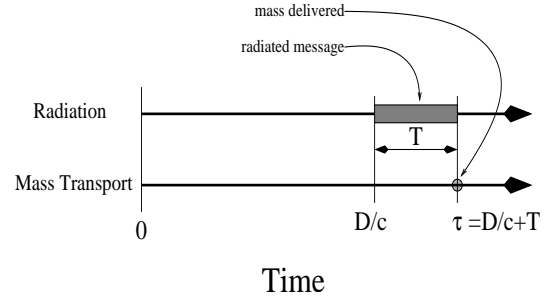 mass delivered
radiated message
Radiation
T
Mass Transport
0
D/c
τ =D/c+T
Time